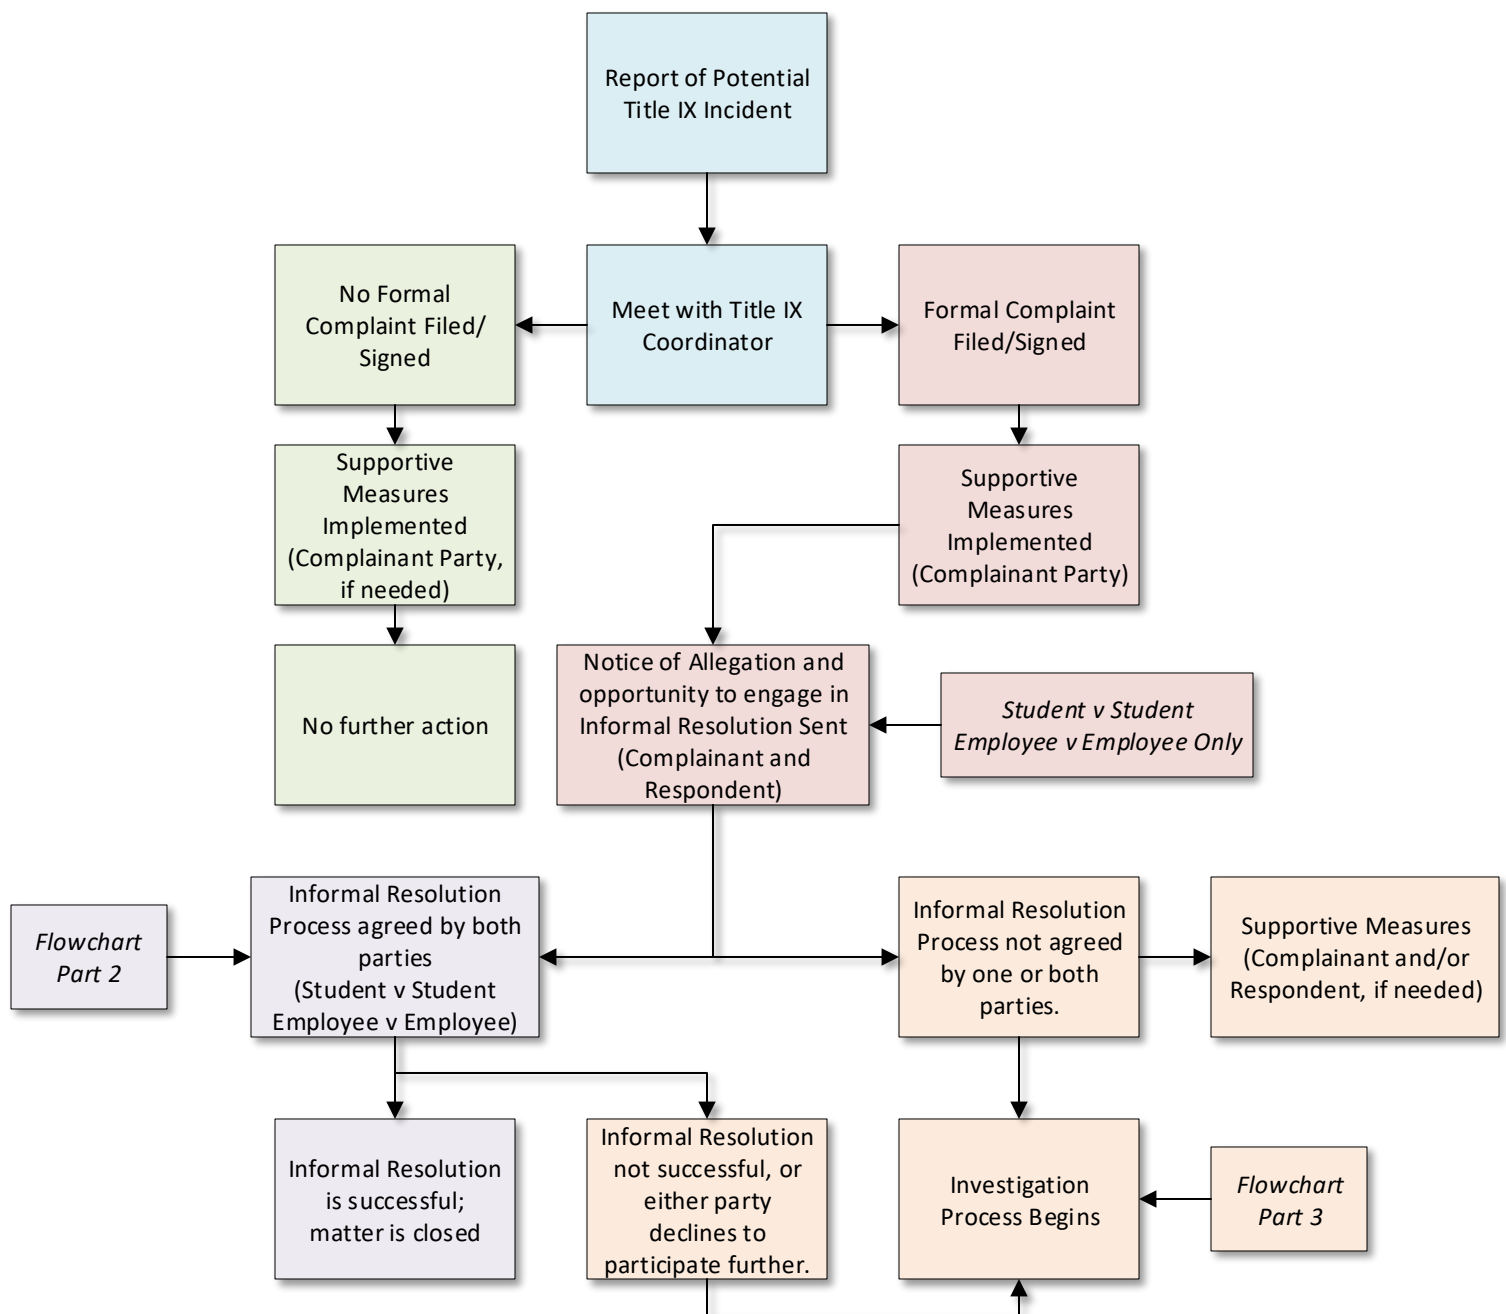 Report of Potential
Title IX Incident
No Formal
Complaint Filed/
Signed
Meet with Title IX
Coordinator
Formal Complaint
Filed/Signed
Supportive
Measures
Implemented
(Complainant Party,
if needed)
Supportive
Measures
Implemented
(Complainant Party)
No further action
Notice of Allegation and
opportunity to engage in
Informal Resolution Sent
(Complainant and
Respondent)
Student v Student
Employee v Employee Only
Flowchart
Part 2
Informal Resolution
Process agreed by both
parties
(Student v Student
Employee v Employee)
Informal Resolution
Process not agreed
by one or both
parties.
Supportive Measures
(Complainant and/or
Respondent, if needed)
Informal Resolution
is successful;
matter is closed
Informal Resolution
not successful, or
either party
declines to
participate further.
Investigation
Process Begins
Flowchart
Part 3